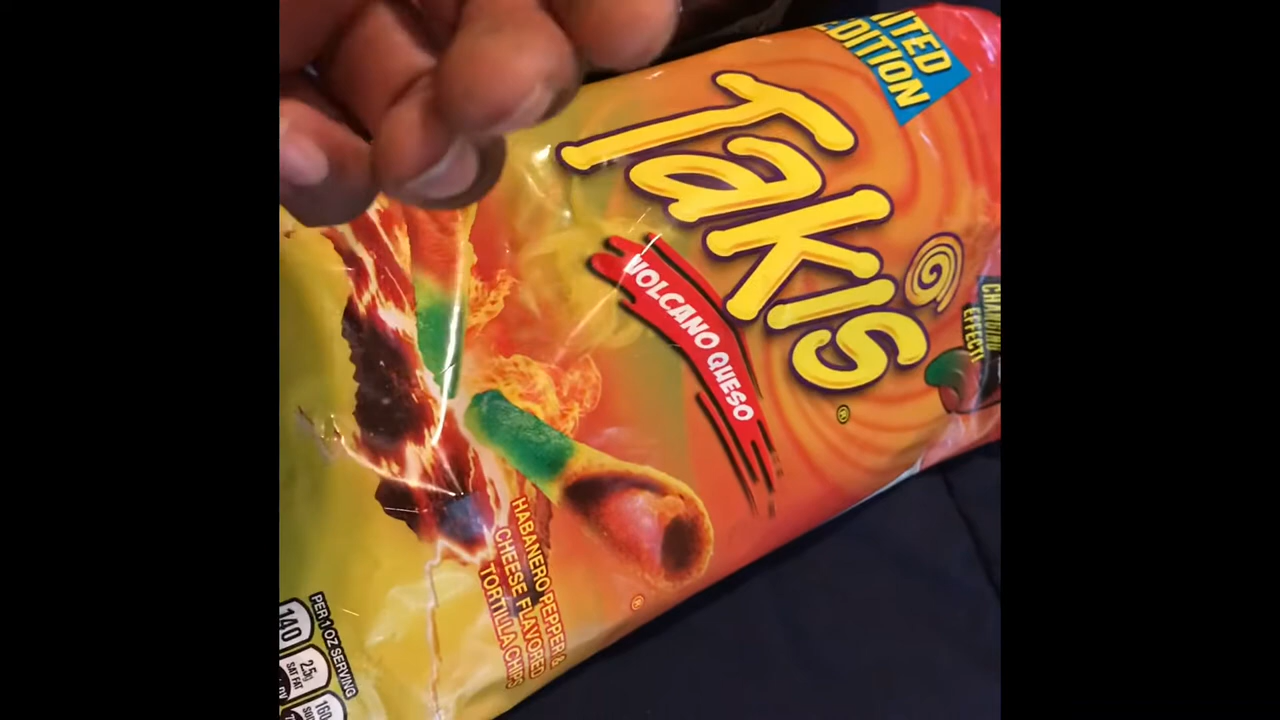 EDITION
Takis
®
VOLCANO QUESO
CHANGING
EFFECT!
HABANERO PEPPER &
CHEESE FLAVORED
TORTILLA CHIPS
®
PER 1 OZ SERVING
140
2.5g
SAT FAT
160